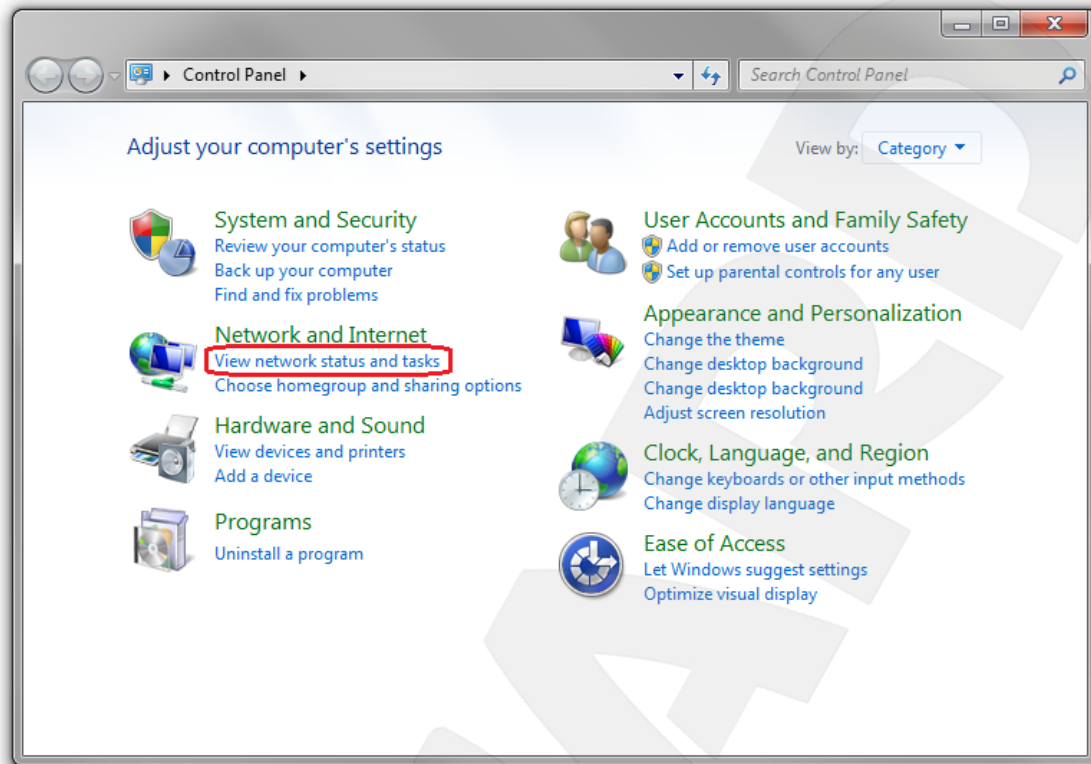 Control Panel
Search Control Panel
Adjust your computer's settings
View by: Category
System and Security
Review your computer's status
Back up your computer
Find and fix problems
Network and Internet
View network status and tasks
Choose homegroup and sharing options
Hardware and Sound
View devices and printers
Add a device
Programs
Uninstall a program
User Accounts and Family Safety
Add or remove user accounts
Set up parental controls for any user
Appearance and Personalization
Change the theme
Change desktop background
Change desktop background
Adjust screen resolution
Clock, Language, and Region
Change keyboards or other input methods
Change display language
Ease of Access
Let Windows suggest settings
Optimize visual display